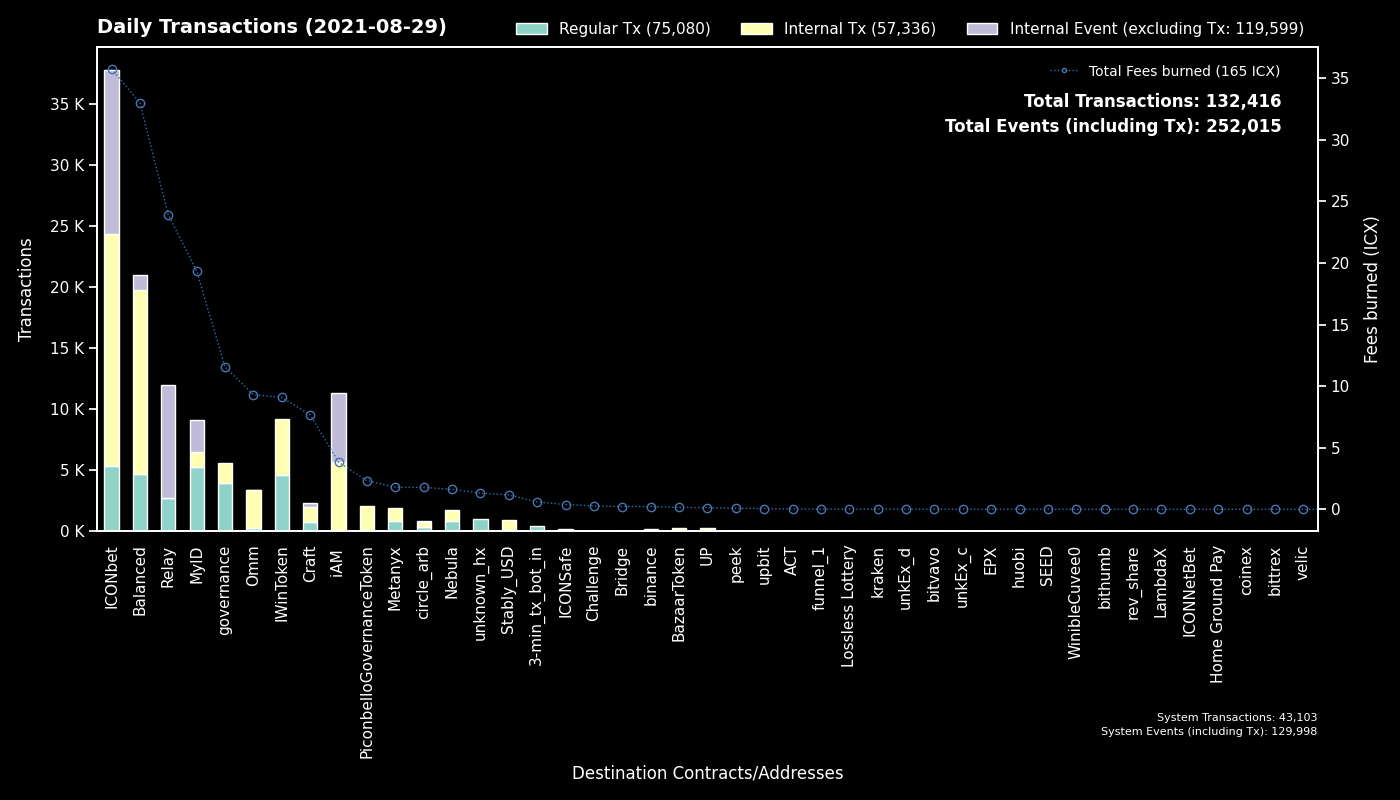 Daily Transactions (2021-08-29)
Regular Tx (75,080)
Internal Tx (57,336)
Internal Event (excluding Tx: 119,599)
Total Fees burned (165 ICX)
Total Transactions: 132,416
Total Events (including Tx): 252,015
Transactions
35 K
30 K
25 K
20 K
15 K
10 K
5 K
0 K
35
30
25
20
15
10
5
0
Fees burned (ICX)
ICONbet
Balanced
Relay
MyID
governance
Omm
IWinToken
Craft
iAM
PiconbelloGovernanceToken
Metanyx
circle_arb
Nebula
unknown_hx
Stably_USD
3-min_tx_bot_in
ICONSafe
Challenge
Bridge
binance
BazaarToken
UP
peek
upbit
ACT
funnel_1
Lossless Lottery
kraken
unkEx_d
bitvavo
unkEx_c
EPX
huobi
SEED
WinibleCuvee0
bithumb
rev_share
LambdaX
ICONNetBet
Home Ground Pay
coinex
bittrex
velic
System Transactions: 43,103
System Events (including Tx): 129,998
Destination Contracts/Addresses